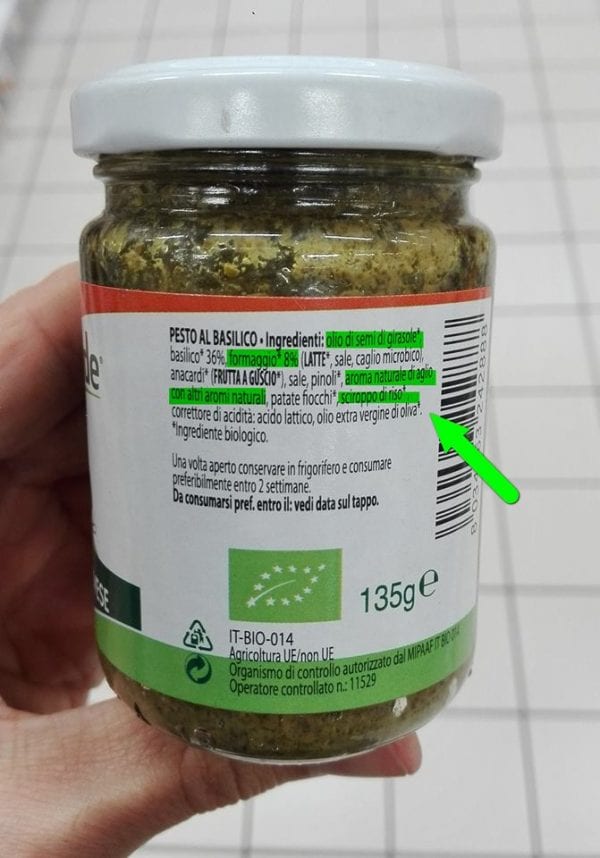 PESTO AL BASILICO • Ingredienti: olio di semi di girasole*,
basilico* 36%, formaggio* 8% (LATTE*, sale, caglio microbico),
anacardi* (FRUTTA A GUSCIO*), sale, pinoli*, aroma naturale di aglio
con altri aromi naturali, patate fiocchi*, sciroppo di riso*,
correttore di acidità: acido lattico, olio extra vergine di oliva*.
*Ingrediente biologico.
Una volta aperto conservare in frigorifero e consumare
preferibilmente entro 2 settimane.
Da consumarsi pref. entro il: vedi data sul tappo.
135g e
IT-BIO-014
Agricoltura UE/non UE
Organismo di controllo autorizzato dal MIPAAF IT BIO 014
Operatore controllato n.: 11529